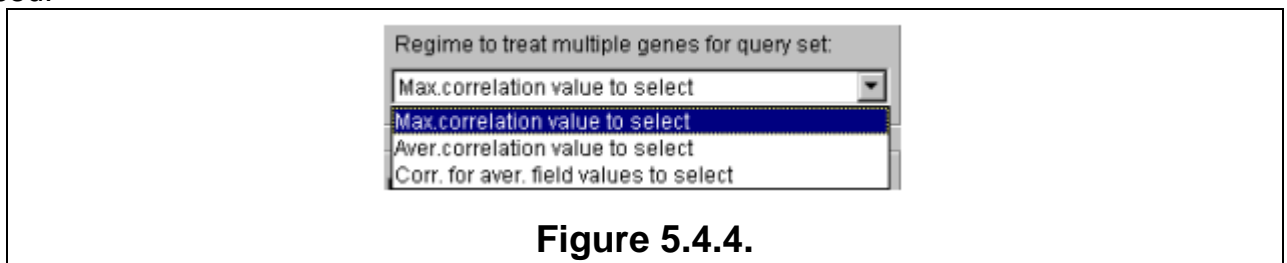 Regime to treat multiple genes for query set:
Max.correlation value to select
Max.correlation value to select
Aver.correlation value to select
Corr. for aver. field values to select
Figure 5.4.4.